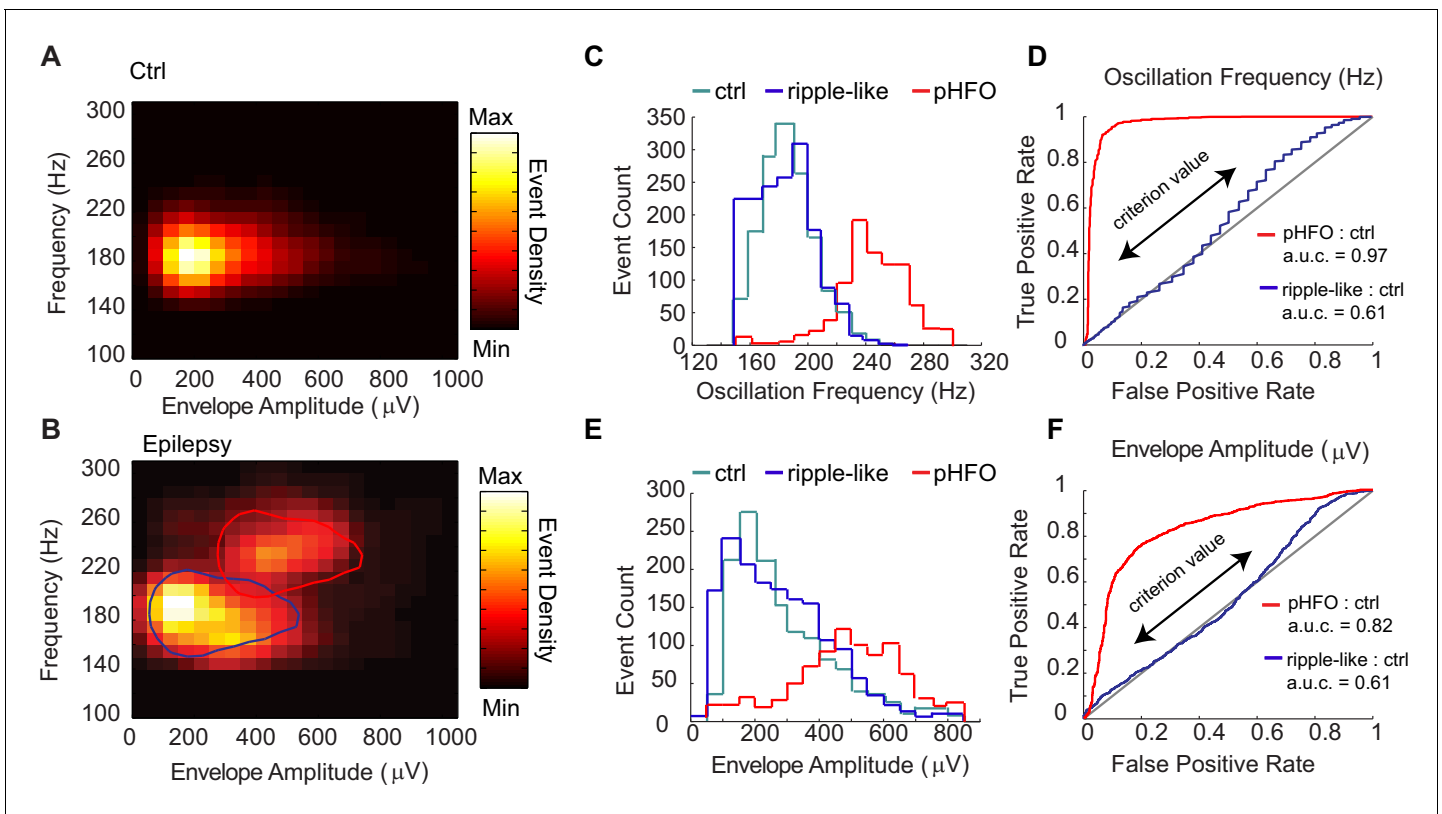 A
Ctrl
300
260
220
180
140
100
Frequency (Hz)
0 200 400 600 800 1000
Envelope Amplitude (μV)
Max
Event Density
Min
B
Epilepsy
300
260
220
180
140
100
Frequency (Hz)
0 200 400 600 800 1000
Envelope Amplitude (μV)
Max
Event Density
Min
C
ctrl ripple-like pHFO
350
300
250
200
150
100
50
0
Event Count
120 160 200 240 280 320
Oscillation Frequency (Hz)
D
Oscillation Frequency (Hz)
1
0.8
0.6
0.4
0.2
0
True Positive Rate
criterion value
pHFO : ctrl
a.u.c. = 0.97
ripple-like : ctrl
a.u.c. = 0.61
0 0.2 0.4 0.6 0.8 1
False Positive Rate
E
ctrl ripple-like pHFO
300
250
200
150
100
50
0
Event Count
0 200 400 600 800
Envelope Amplitude (μV)
F
Envelope Amplitude (μV)
1
0.8
0.6
0.4
0.2
0
True Positive Rate
criterion value
pHFO : ctrl
a.u.c. = 0.82
ripple-like : ctrl
a.u.c. = 0.61
0 0.2 0.4 0.6 0.8 1
False Positive Rate